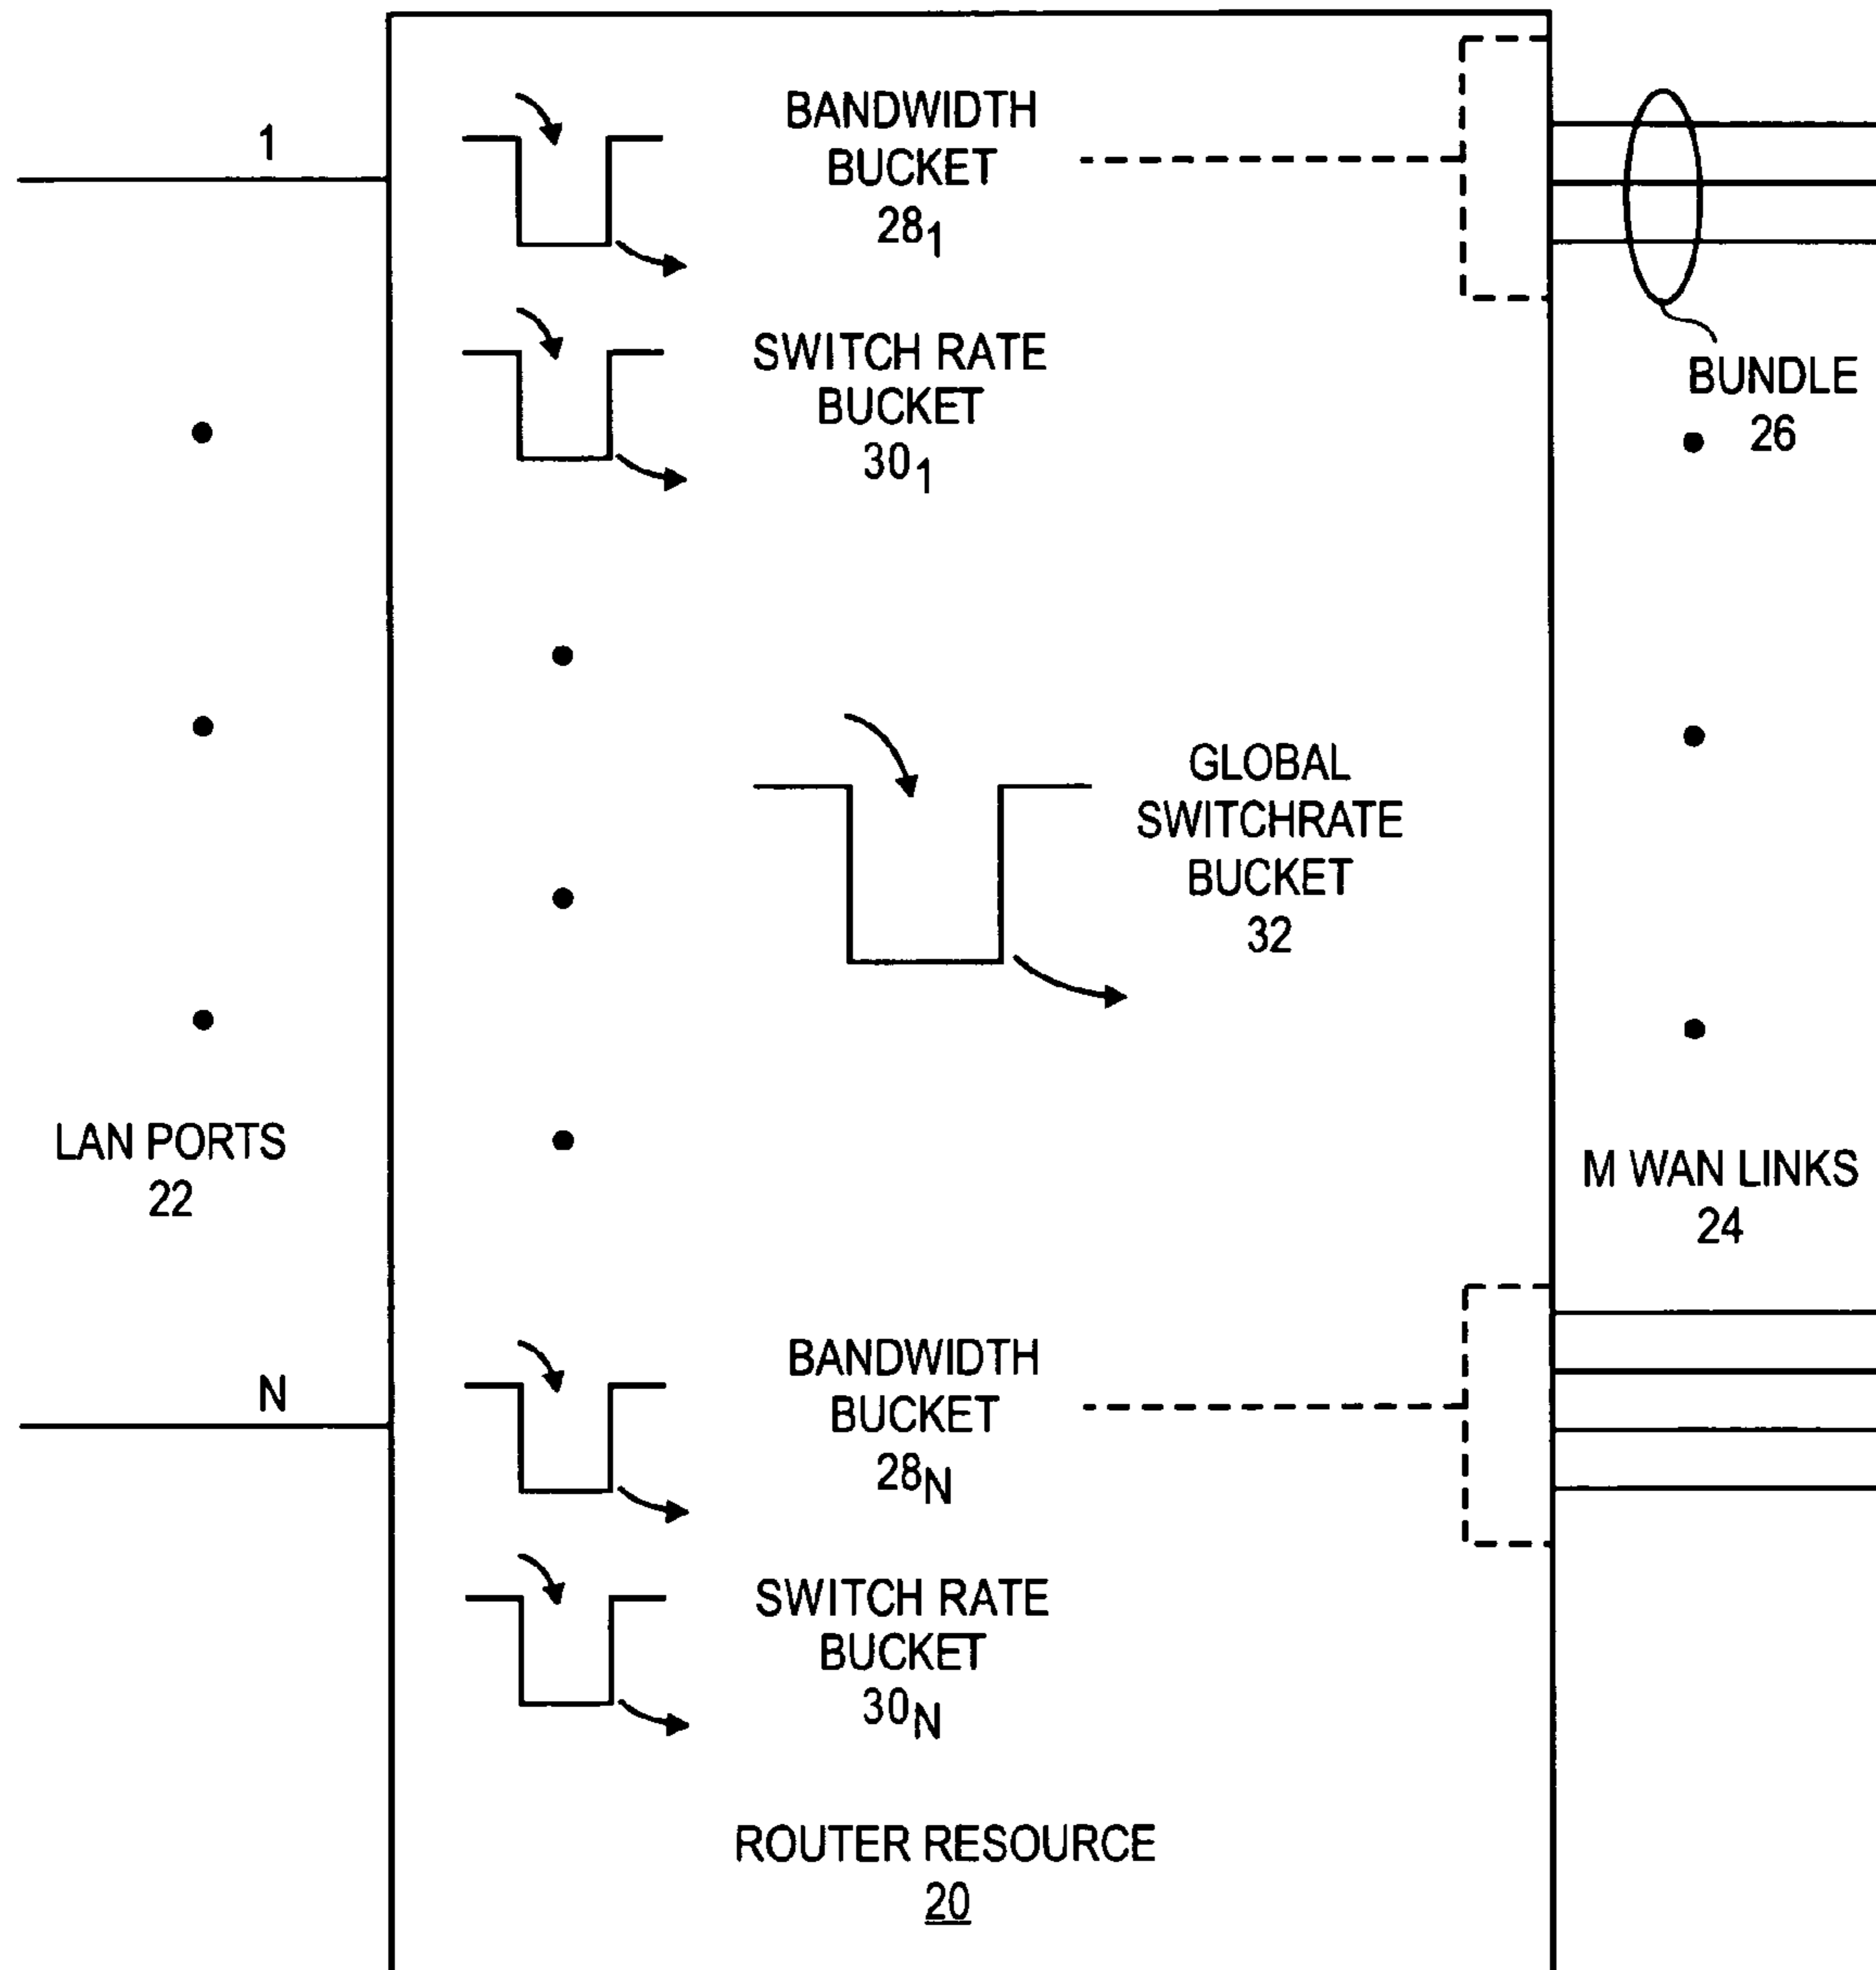 1
BANDWIDTH
BUCKET
28₁
SWITCH RATE
BUCKET
30₁
BUNDLE
26
GLOBAL
SWITCHRATE
BUCKET
32
LAN PORTS
22
M WAN LINKS
24
N
BANDWIDTH
BUCKET
28N
SWITCH RATE
BUCKET
30N
ROUTER RESOURCE
20